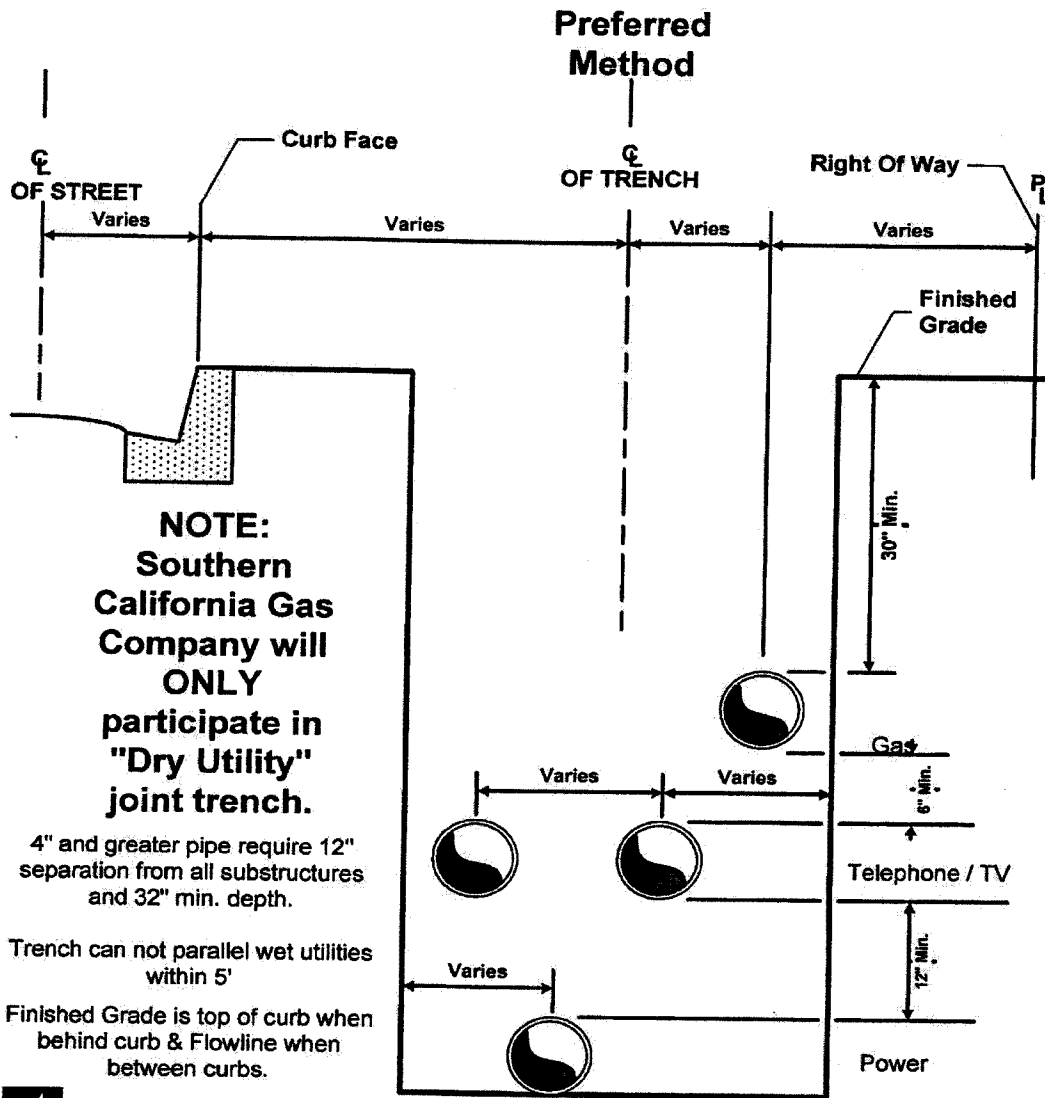 Preferred
Method
Curb Face
℄
OF STREET
℄
OF TRENCH
Right Of Way
PL
Varies
Varies
Varies
Varies
Finished
Grade
30" Min.
NOTE:
Southern
California Gas
Company will
ONLY
participate in
"Dry Utility"
joint trench.
Gas
6" Min.
Varies
Varies
4" and greater pipe require 12"
separation from all substructures
and 32" min. depth.
Telephone / TV
12" Min.
Trench can not parallel wet utilities
within 5'
Varies
Finished Grade is top of curb when
behind curb & Flowline when
between curbs.
Power